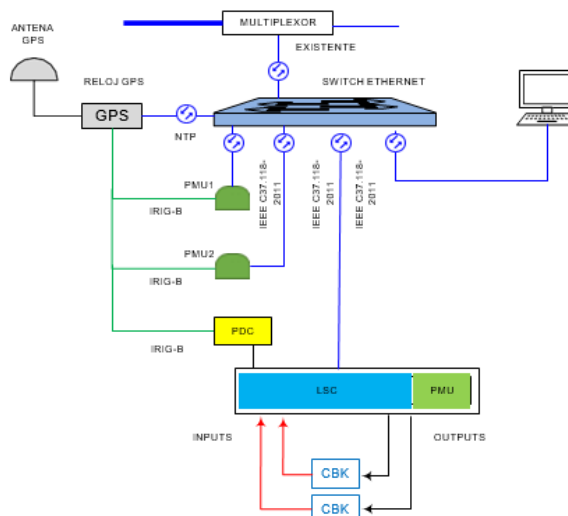 MULTIPLEXOR
ANTENA
GPS
EXISTENTE
RELOJ GPS
SWITCH ETHERNET
GPS
NTP
PMU1
IEEE C37.118-
2011
IEEE C37.118-
2011
IEEE C37.118-
2011
IRIG-B
PMU2
IRIG-B
PDC
IRIG-B
LSC
PMU
INPUTS
OUTPUTS
CBK
CBK